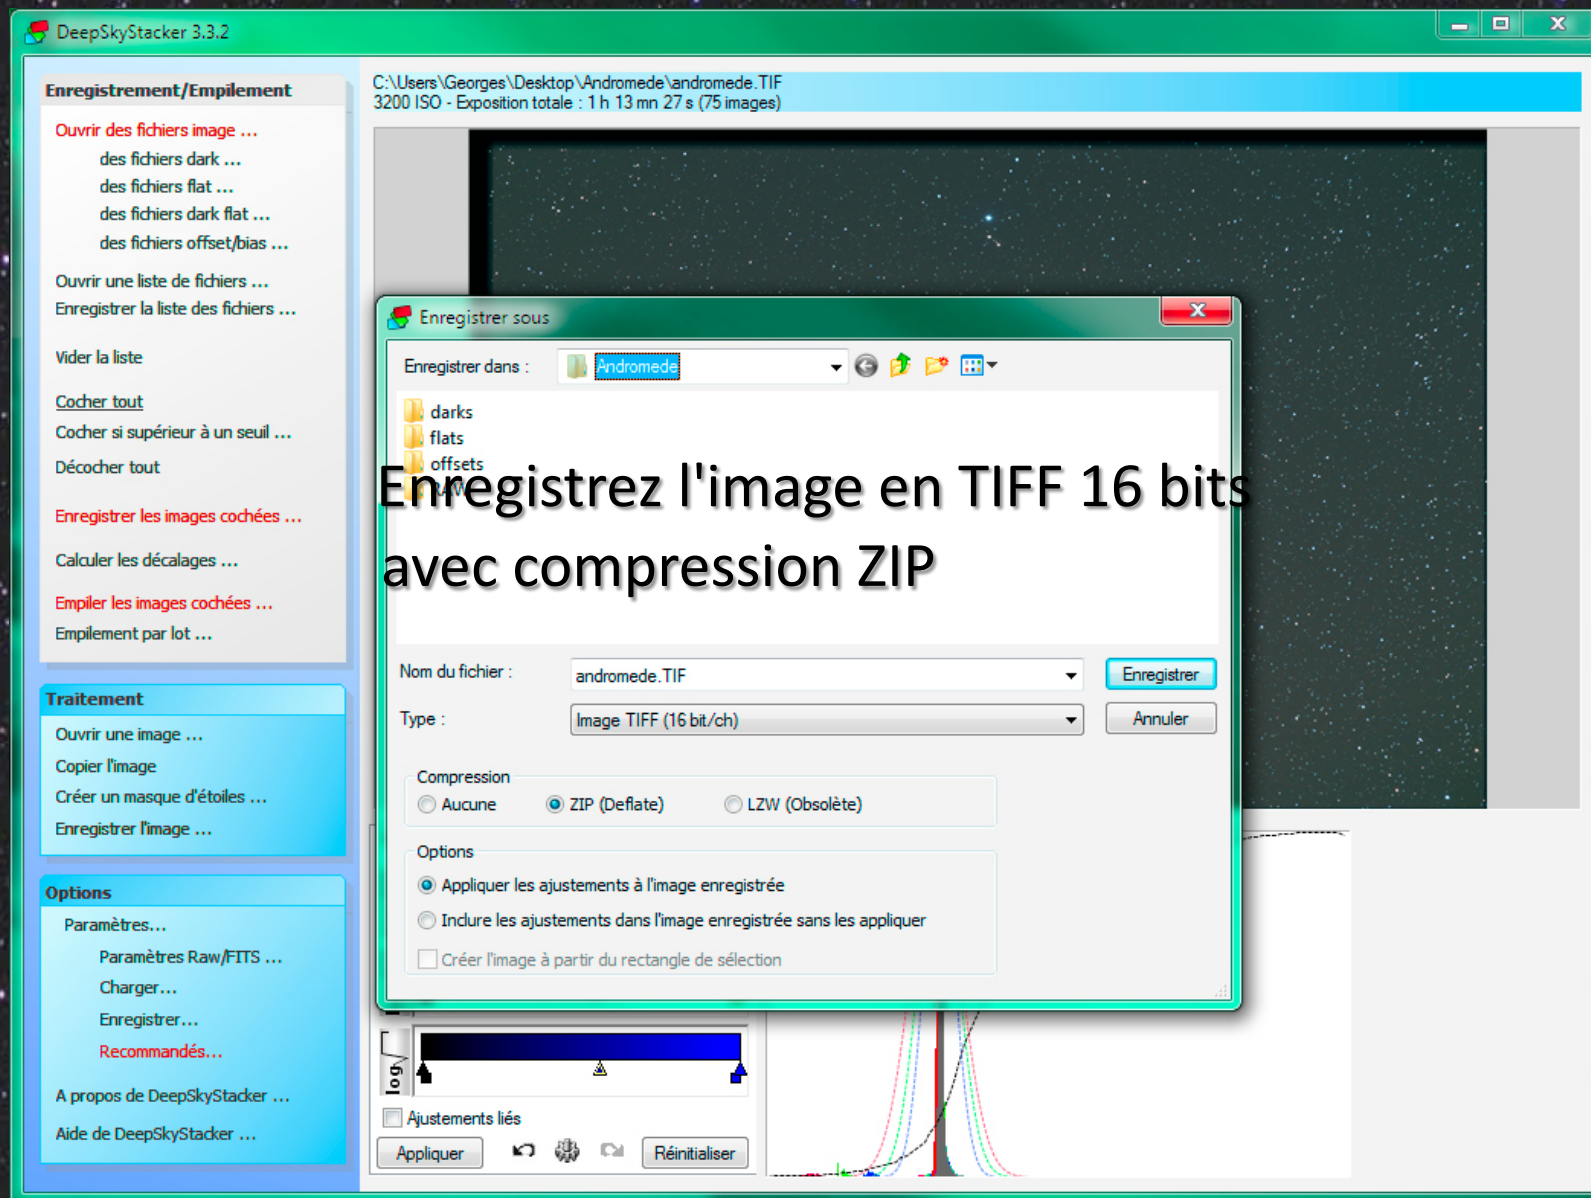 DeepSkyStacker 3.3.2
Enregistrement/Empilement
Ouvrir des fichiers image ...
des fichiers dark ...
des fichiers flat ...
des fichiers dark flat ...
des fichiers offset/bias ...
Ouvrir une liste de fichiers ...
Enregistrer la liste des fichiers ...
Vider la liste
Cocher tout
Cocher si supérieur à un seuil ...
Décocher tout
Enregistrer les images cochées ...
Calculer les décalages ...
Empiler les images cochées ...
Empilement par lot ...
Traitement
Ouvrir une image ...
Copier l'image
Créer un masque d'étoiles ...
Enregistrer l'image ...
Options
Paramètres...
Paramètres Raw/FITS ...
Charger...
Enregistrer...
Recommandés...
A propos de DeepSkyStacker ...
Aide de DeepSkyStacker ...
C:\Users\Georges\Desktop\Andromede\andromede.TIF
3200 ISO - Exposition totale : 1 h 13 mn 27 s (75 images)
Enregistrer sous
Enregistrer dans : Andromede
darks
flats
offsets
RAW
Enregistrez l'image en TIFF 16 bits
avec compression ZIP
Nom du fichier : andromede.TIF Enregistrer
Type : Image TIFF (16 bit/ch) Annuler
Compression
Aucune ZIP (Deflate) LZW (Obsolète)
Options
Appliquer les ajustements à l'image enregistrée
Inclure les ajustements dans l'image enregistrée sans les appliquer
Créer l'image à partir du rectangle de sélection
log
Ajustements liés
Appliquer Réinitialiser